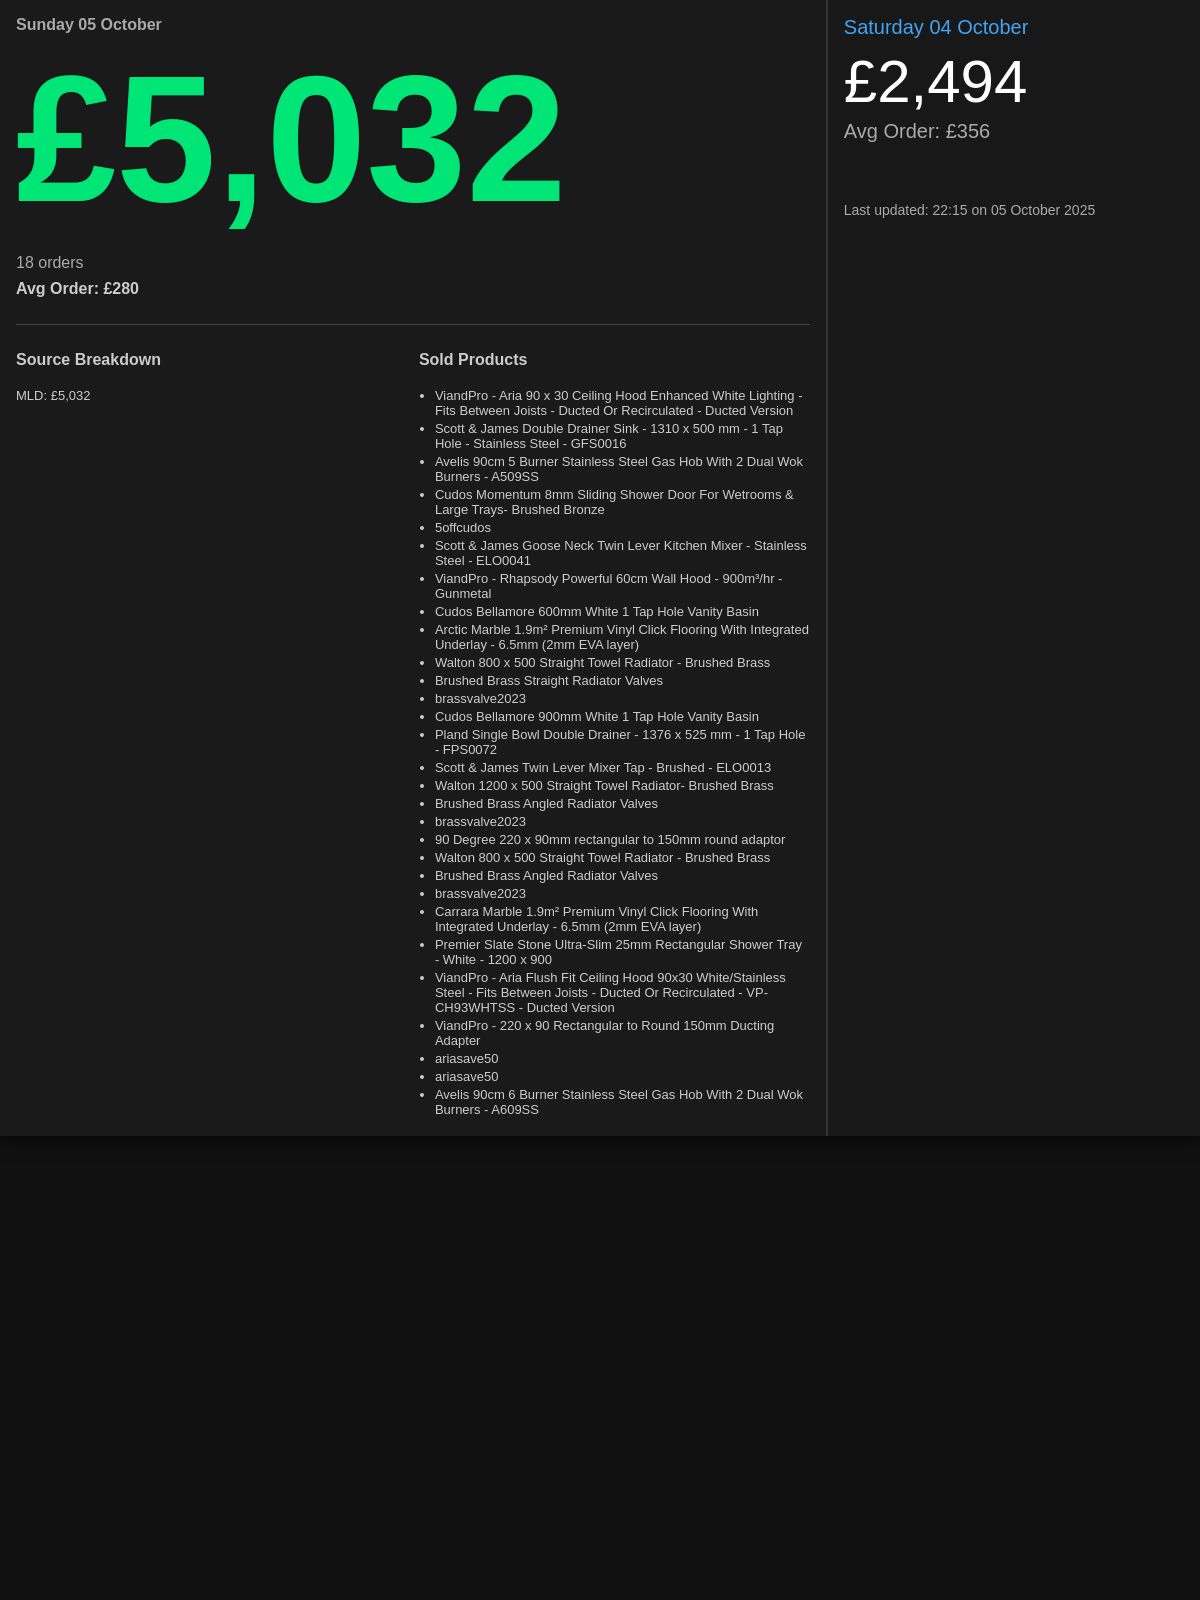 Sunday 05 October
£5,032
18 orders
Avg Order: £280
Source Breakdown
MLD: £5,032
Sold Products
ViandPro - Aria 90 x 30 Ceiling Hood Enhanced White Lighting -
Fits Between Joists - Ducted Or Recirculated - Ducted Version
Scott & James Double Drainer Sink - 1310 x 500 mm - 1 Tap
Hole - Stainless Steel - GFS0016
Avelis 90cm 5 Burner Stainless Steel Gas Hob With 2 Dual Wok
Burners - A509SS
Cudos Momentum 8mm Sliding Shower Door For Wetrooms &
Large Trays- Brushed Bronze
5offcudos
Scott & James Goose Neck Twin Lever Kitchen Mixer - Stainless
Steel - ELO0041
ViandPro - Rhapsody Powerful 60cm Wall Hood - 900m³/hr -
Gunmetal
Cudos Bellamore 600mm White 1 Tap Hole Vanity Basin
Arctic Marble 1.9m² Premium Vinyl Click Flooring With Integrated
Underlay - 6.5mm (2mm EVA layer)
Walton 800 x 500 Straight Towel Radiator - Brushed Brass
Brushed Brass Straight Radiator Valves
brassvalve2023
Cudos Bellamore 900mm White 1 Tap Hole Vanity Basin
Pland Single Bowl Double Drainer - 1376 x 525 mm - 1 Tap Hole
- FPS0072
Scott & James Twin Lever Mixer Tap - Brushed - ELO0013
Walton 1200 x 500 Straight Towel Radiator- Brushed Brass
Brushed Brass Angled Radiator Valves
brassvalve2023
90 Degree 220 x 90mm rectangular to 150mm round adaptor
Walton 800 x 500 Straight Towel Radiator - Brushed Brass
Brushed Brass Angled Radiator Valves
brassvalve2023
Carrara Marble 1.9m² Premium Vinyl Click Flooring With
Integrated Underlay - 6.5mm (2mm EVA layer)
Premier Slate Stone Ultra-Slim 25mm Rectangular Shower Tray
- White - 1200 x 900
ViandPro - Aria Flush Fit Ceiling Hood 90x30 White/Stainless
Steel - Fits Between Joists - Ducted Or Recirculated - VP-
CH93WHTSS - Ducted Version
ViandPro - 220 x 90 Rectangular to Round 150mm Ducting
Adapter
ariasave50
ariasave50
Avelis 90cm 6 Burner Stainless Steel Gas Hob With 2 Dual Wok
Burners - A609SS
Saturday 04 October
£2,494
Avg Order: £356
Last updated: 22:15 on 05 October 2025